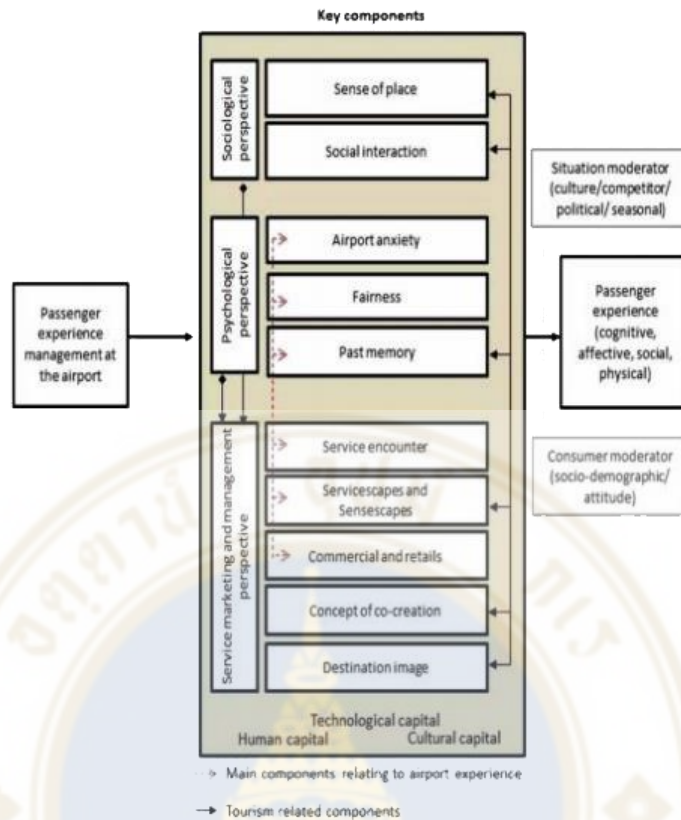 Key components
Sociological
perspective
Sense of place
Social interaction
Situation moderator
(culture/competitor/
political/ seasonal)
Passenger
experience
management at
the airport
Psychological
perspective
Airport anxiety
Fairness
Past memory
Passenger
experience
(cognitive,
affective, social,
physical)
Service marketing and management
perspective
Service encounter
Servicescapes and
Sensescapes
Commercial and retails
Concept of co-creation
Destination image
Consumer moderator
(socio-demographic/
attitude)
Technological capital
Human capital
Cultural capital
Main components relating to airport experience
Tourism related components